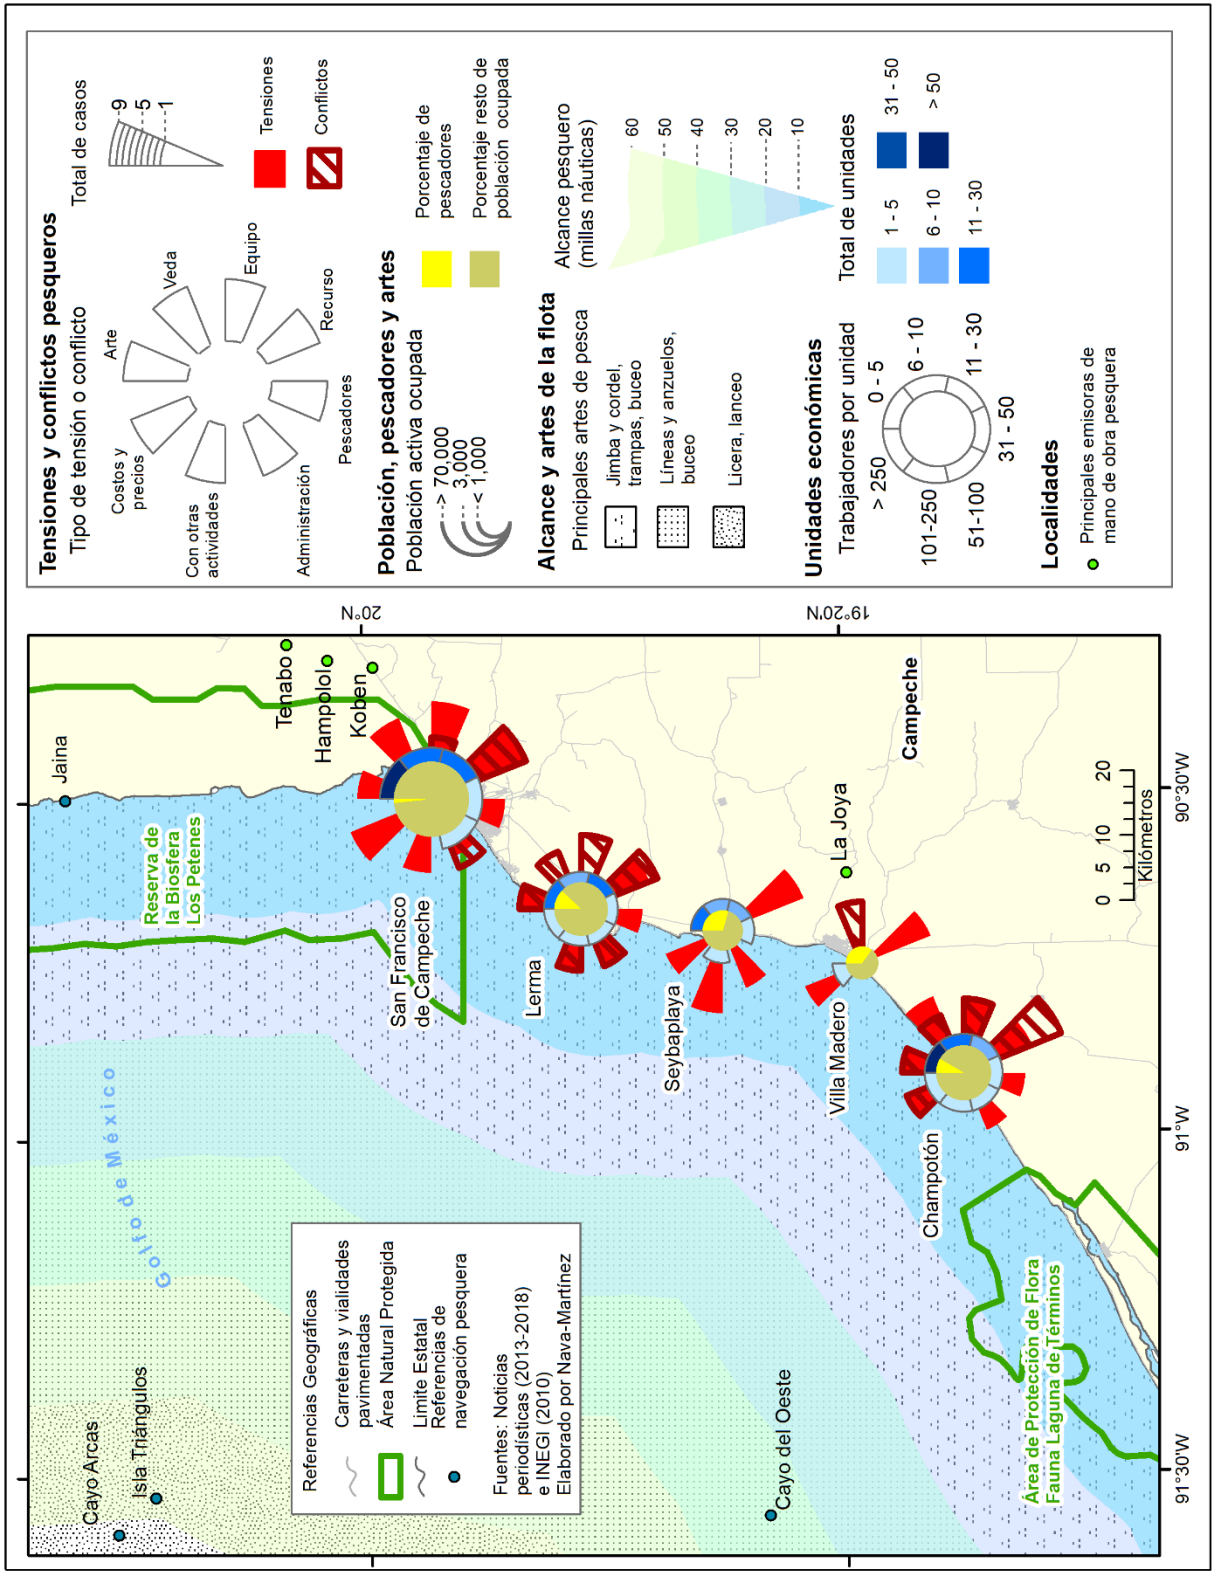 Cayo Arcas
Isla Triángulos
Golfo de México
Jaina
Reserva de
la Biosfera
Los Petenes
Tenabo
Hampolol
Koben
San Francisco
de Campeche
Lerma
Seybaplaya
Villa Madero
La Joya
Champotón
Campeche
Cayo del Oeste
Área de Protección de Flora
Fauna Laguna de Términos
0 5 10 20
Kilómetros
20°N
19°20'N
91°30'W
91°W
90°30'W
Referencias Geográficas
Carreteras y vialidades
pavimentadas
Área Natural Protegida
Limite Estatal
Referencias de
navegación pesquera
Fuentes: Noticias
periodísticas (2013-2018)
e INEGI (2010)
Elaborado por Nava-Martínez
Tensiones y conflictos pesqueros
Tipo de tensión o conflicto
Arte
Veda
Equipo
Recurso
Pescadores
Administración
Con otras
actividades
Costos y
precios
Total de casos
9
5
1
Tensiones
Conflictos
Población, pescadores y artes
Población activa ocupada
> 70,000
3,000
< 1,000
Porcentaje de
pescadores
Porcentaje resto de
población ocupada
Alcance y artes de la flota
Principales artes de pesca
Jimba y cordel,
trampas, buceo
Líneas y anzuelos,
buceo
Licera, lanceo
Alcance pesquero
(millas náuticas)
60
50
40
30
20
10
Unidades económicas
Trabajadores por unidad
0 - 5
6 - 10
11 - 30
31 - 50
51-100
101-250
> 250
Total de unidades
1 - 5
6 - 10
11 - 30
31 - 50
> 50
Localidades
Principales emisoras de
mano de obra pesquera